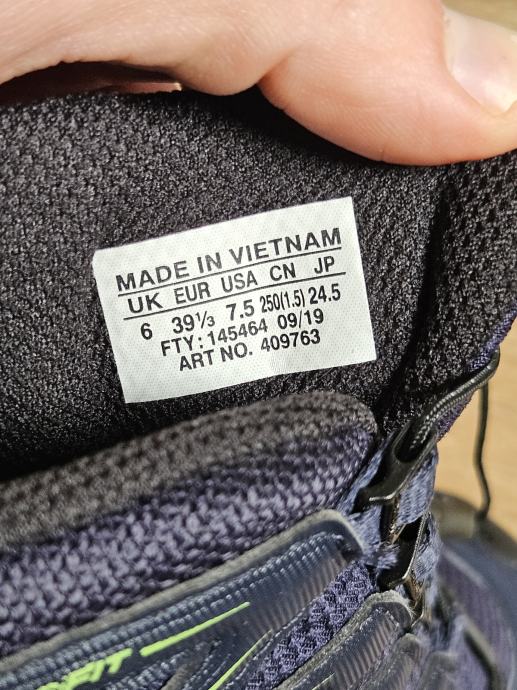 MADE IN VIETNAM
UK EUR USA CN JP
6 39⅓ 7.5 250(1.5) 24.5
FTY: 145464 09/19
ART NO. 409763
FIT